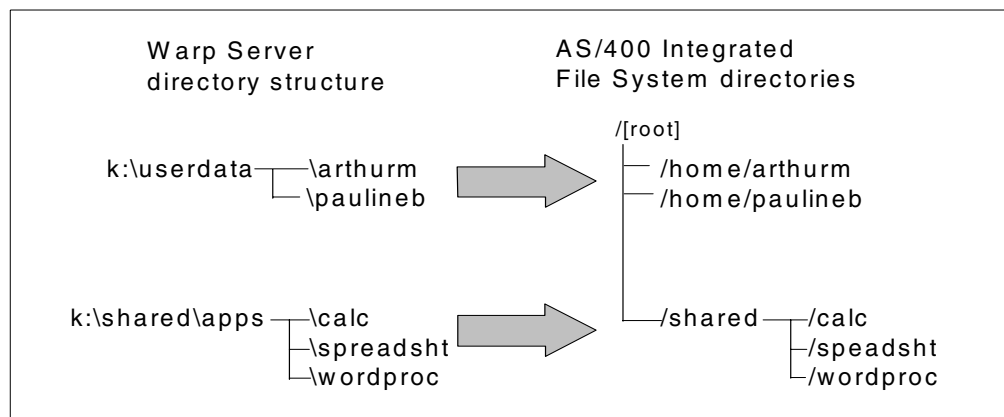 Warp Server
directory structure
AS/400 Integrated
File System directories
/[root]
k:\userdata
\arthurm
\paulineb
/home/arthurm
/home/paulineb
k:\shared\apps
\calc
\spreadsht
\wordproc
/shared
/calc
/speadsht
/wordproc